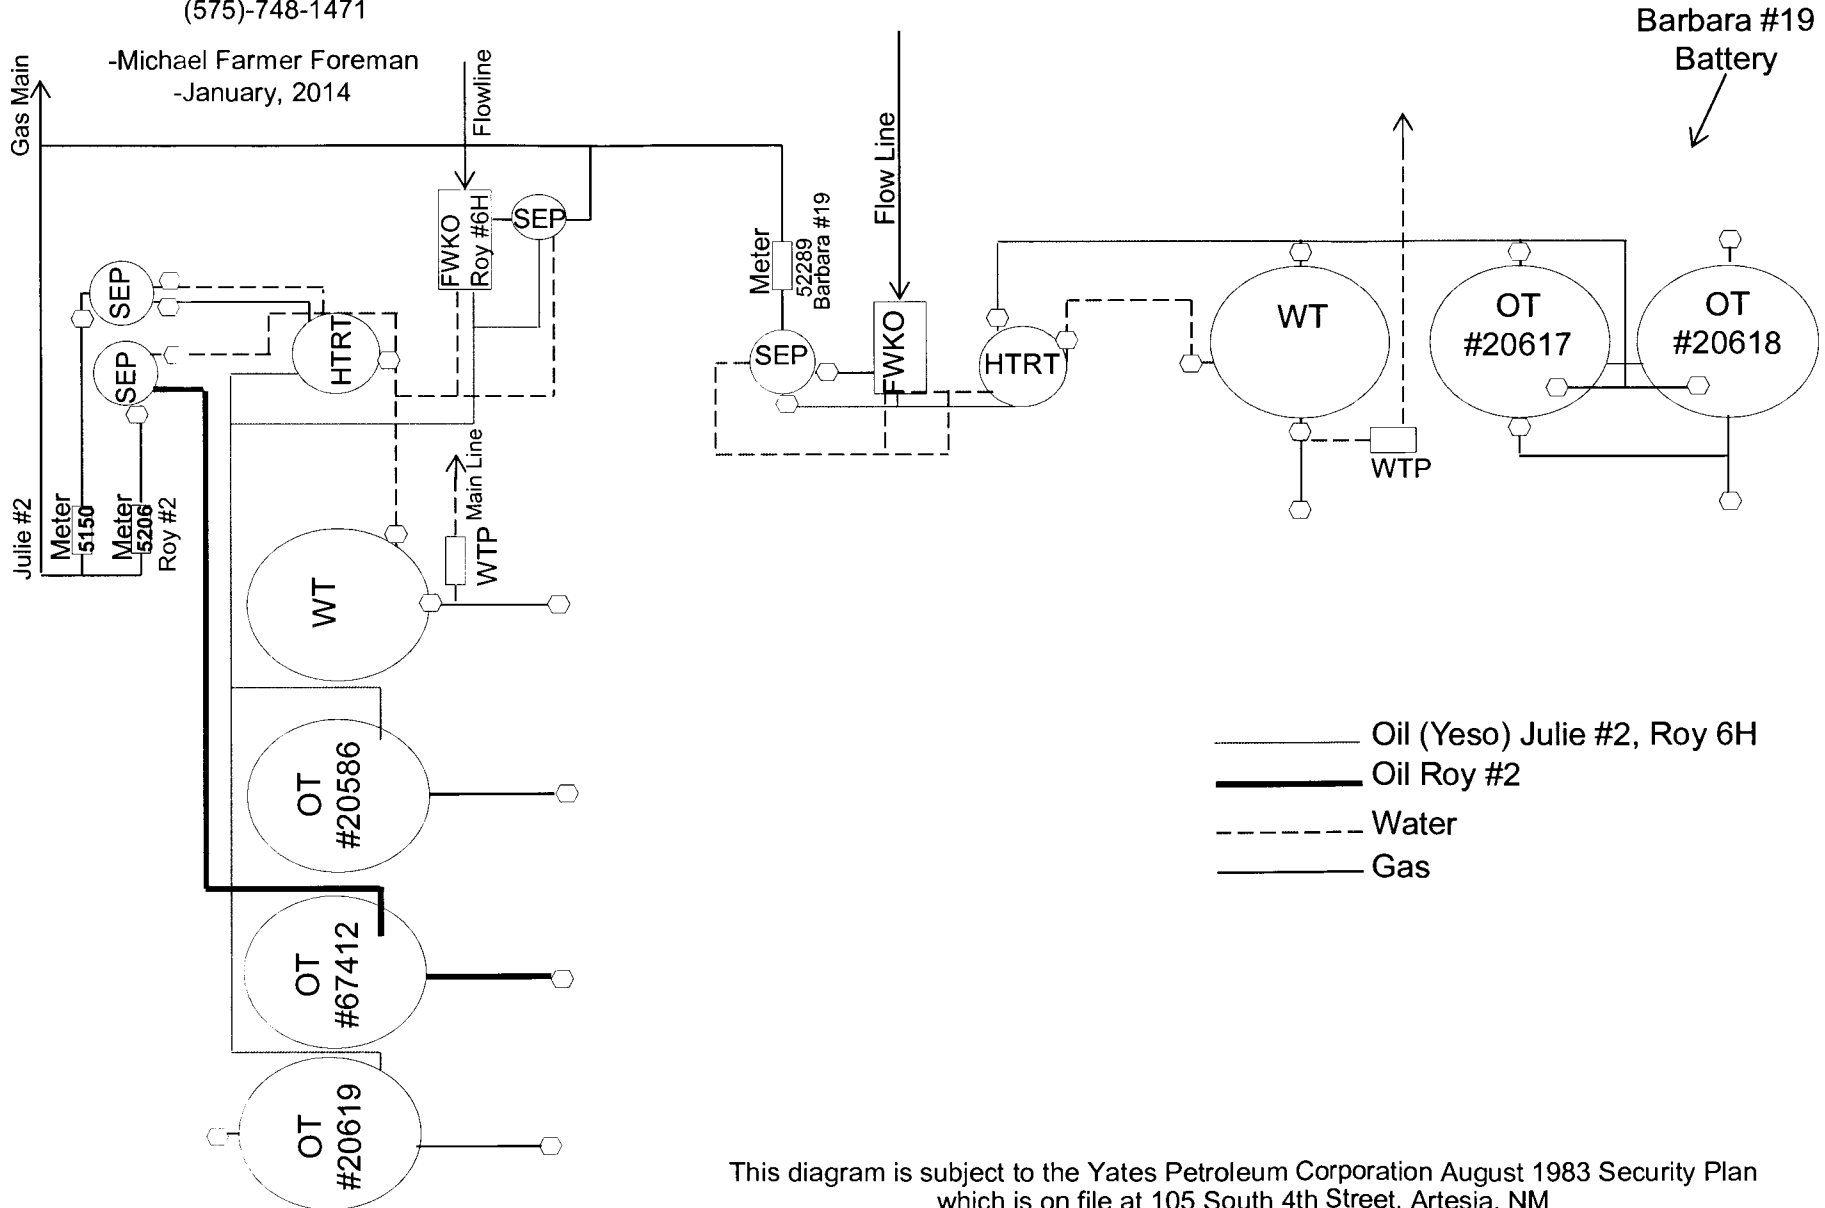 (575)-748-1471
-Michael Farmer Foreman
-January, 2014
Gas Main
Flowline
FWKO
Roy #6H
SEP
SEP
SEP
HTRT
Julie #2
Meter
5150
Meter
5206
Roy #2
Main Line
WTP
WT
OT
#20586
OT
#67412
OT
#20619
Meter
52289
Barbara #19
Flow Line
SEP
FWKO
HTRT
WT
WTP
OT
#20617
OT
#20618
Barbara #19
Battery
Oil (Yeso) Julie #2, Roy 6H
Oil Roy #2
Water
Gas
This diagram is subject to the Yates Petroleum Corporation August 1983 Security Plan
which is on file at 105 South 4th Street, Artesia, NM